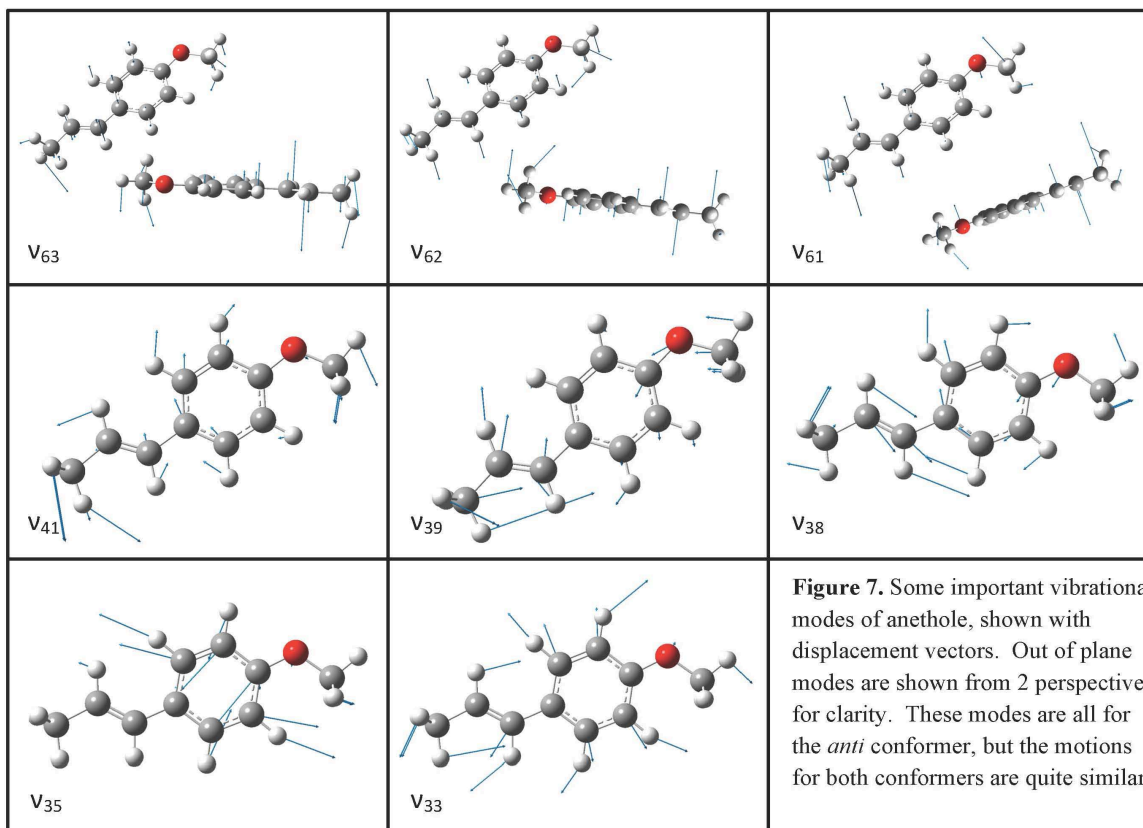 ν63
ν62
ν61
ν41
ν39
ν38
ν35
ν33
Figure 7. Some important vibrationa
modes of anethole, shown with
displacement vectors. Out of plane
modes are shown from 2 perspective
for clarity. These modes are all for
the anti conformer, but the motions
for both conformers are quite similar